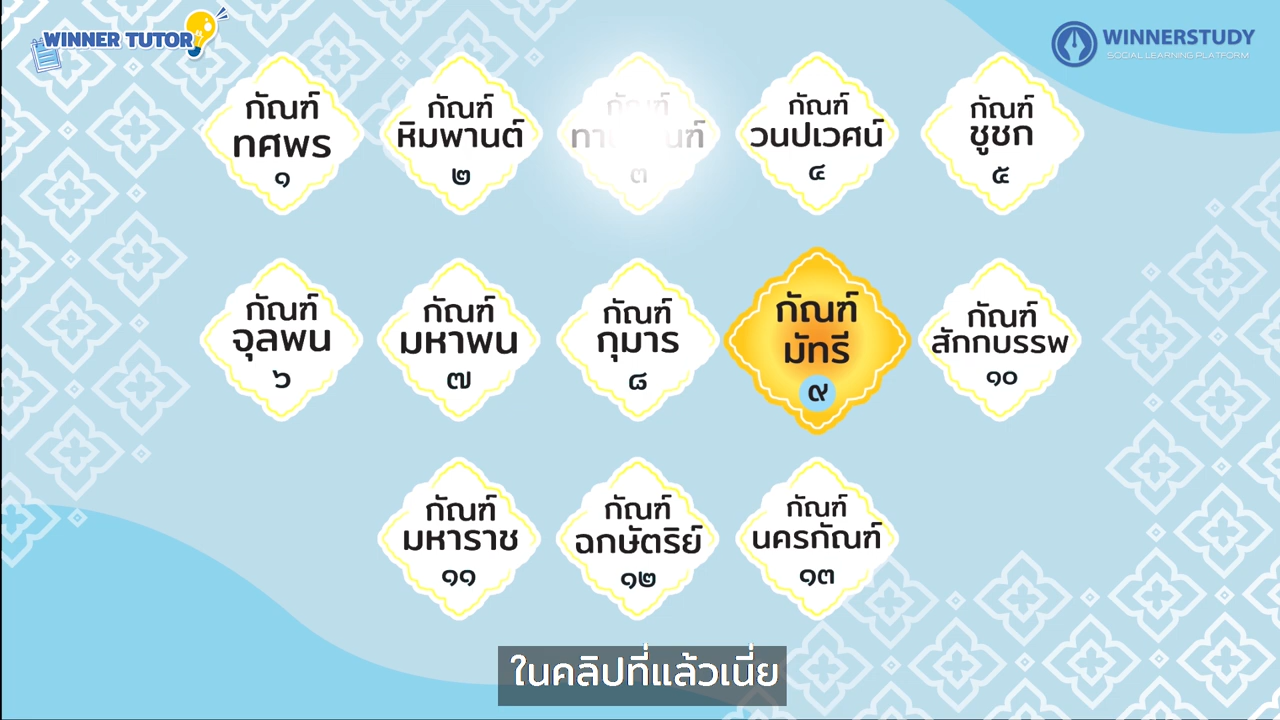 WINNER TUTOR
WINNERSTUDY
SOCIAL LEARNING PLATFORM
กัณฑ์
ทศพร
๑
กัณฑ์
หิมพานต์
๒
กัณฑ์
๓
กัณฑ์
วนปเวศน์
๔
กัณฑ์
ชูชก
๕
กัณฑ์
จุลพน
๖
กัณฑ์
มหาพน
๗
กัณฑ์
กุมาร
๘
กัณฑ์
มัทรี
๙
กัณฑ์
สักกบรรพ
๑๐
กัณฑ์
มหาราช
๑๑
กัณฑ์
ฉกษัตริย์
๑๒
กัณฑ์
นครกัณฑ์
๑๓
ในคลิปที่แล้วเนี่ย